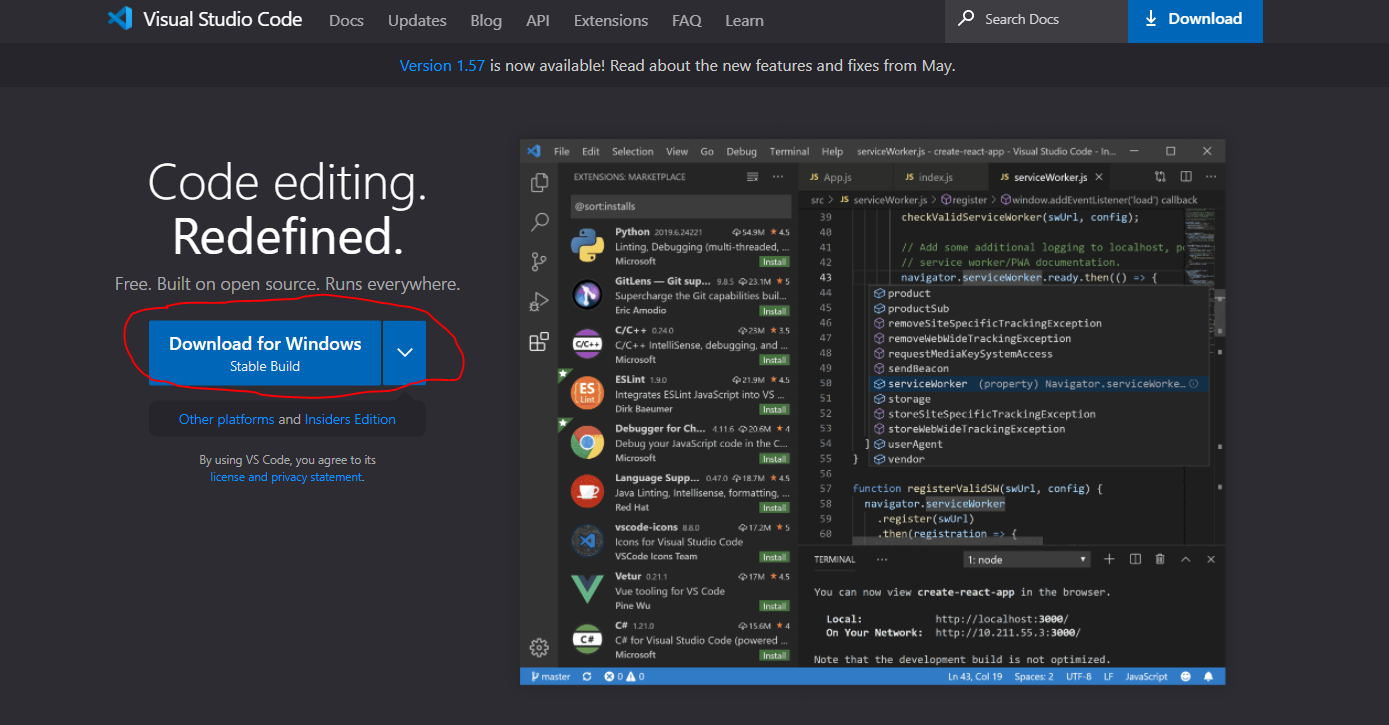 Visual Studio Code Docs Updates Blog API Extensions FAQ Learn Search Docs Download
Version 1.57 is now available! Read about the new features and fixes from May.
Code editing.
Redefined.
Free. Built on open source. Runs everywhere.
Download for Windows
Stable Build
Other platforms and Insiders Edition
By using VS Code, you agree to its
license and privacy statement.
File Edit Selection View Go Debug Terminal Help serviceWorker.js - create-react-app - Visual Studio Code - In...
EXTENSIONS: MARKETPLACE
@sort:installs
Python 2019.6.24221 54.9M ★ 4.5
Linting, Debugging (multi-threaded, ...
Microsoft Install
GitLens — Git sup... 9.8.5 23.1M ★ 5
Supercharge the Git capabilities buil...
Eric Amodio Install
C/C++
C/C++ 0.24.0 23M ★ 3.5
C/C++ IntelliSense, debugging, and ...
Microsoft Install
ES
Lint
ESLint 1.9.0 21.9M ★ 4.5
Integrates ESLint JavaScript into VS ...
Dirk Baeumer Install
Debugger for Ch... 4.11.6 20.6M ★ 4
Debug your JavaScript code in the C...
Microsoft Install
Language Supp... 0.47.0 18.7M ★ 4.5
Java Linting, Intellisense, formatting, ...
Red Hat Install
vscode-icons 8.8.0 17.2M ★ 5
Icons for Visual Studio Code
VSCode Icons Team Install
Vetur 0.21.1 17M ★ 4.5
Vue tooling for VS Code
Pine Wu Install
C#
C# 1.21.0 15.6M ★ 4
C# for Visual Studio Code (powered ...
Microsoft Install
JS App.js JS index.js JS serviceWorker.js
src > JS serviceWorker.js > register > window.addEventListener('load') callback
39 checkValidServiceWorker(swUrl, config);
40
41 // Add some additional logging to localhost, po
42 // service worker/PWA documentation.
43 navigator.serviceWorker.ready.then(() => {
44 product
45 productSub
46 removeSiteSpecificTrackingException
47 removeWebWideTrackingException
48 requestMediaKeySystemAccess
49 sendBeacon
50 serviceWorker (property) Navigator.serviceWorke...
51 storage
52 storeSiteSpecificTrackingException
53 storeWebWideTrackingException
54 ] userAgent
55 } vendor
56
57 function registerValidSW(swUrl, config) {
58 navigator.serviceWorker
59 .register(swUrl)
60 .then(registration => {
TERMINAL ... 1: node
You can now view create-react-app in the browser.
Local: http://localhost:3000/
On Your Network: http://10.211.55.3:3000/
Note that the development build is not optimized.
master 0 0 Ln 43, Col 19 Spaces: 2 UTF-8 LF JavaScript